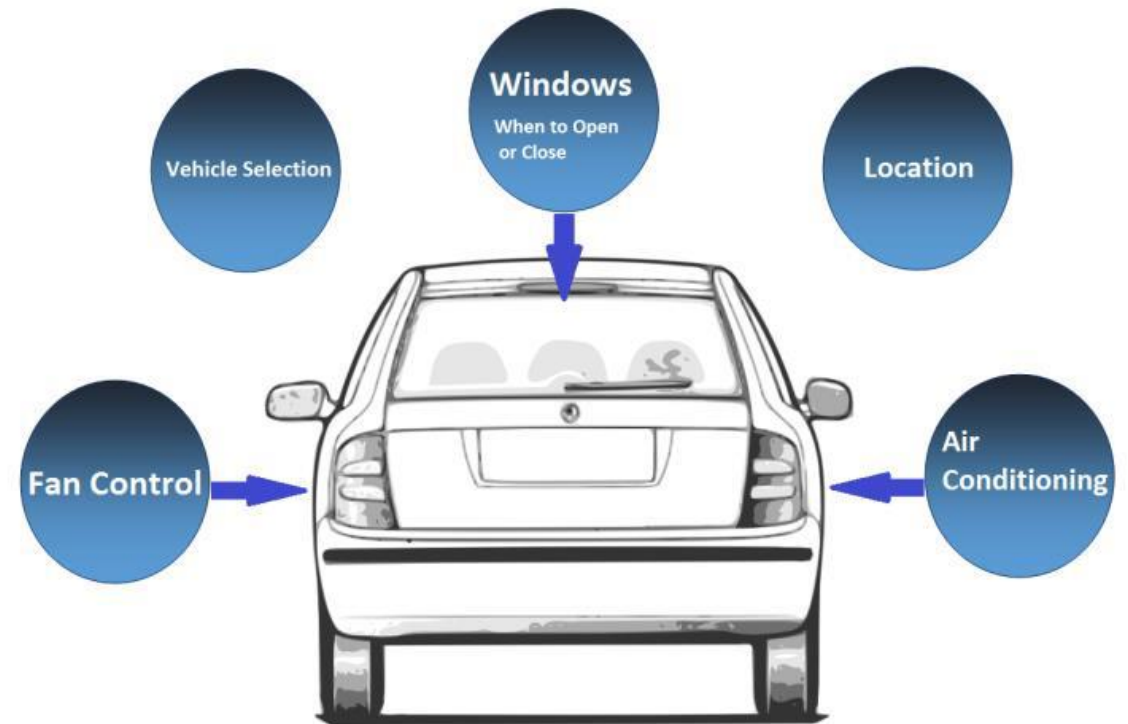 Windows
When to Open
or Close
Vehicle Selection
Location
Fan Control
Air
Conditioning